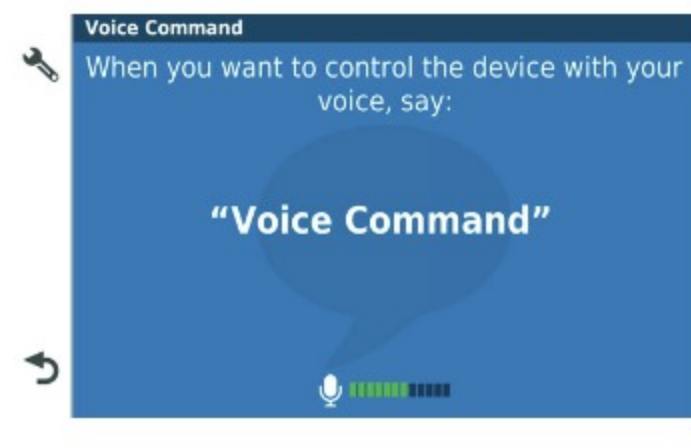 Voice Command
When you want to control the device with your
voice, say:
“Voice Command”